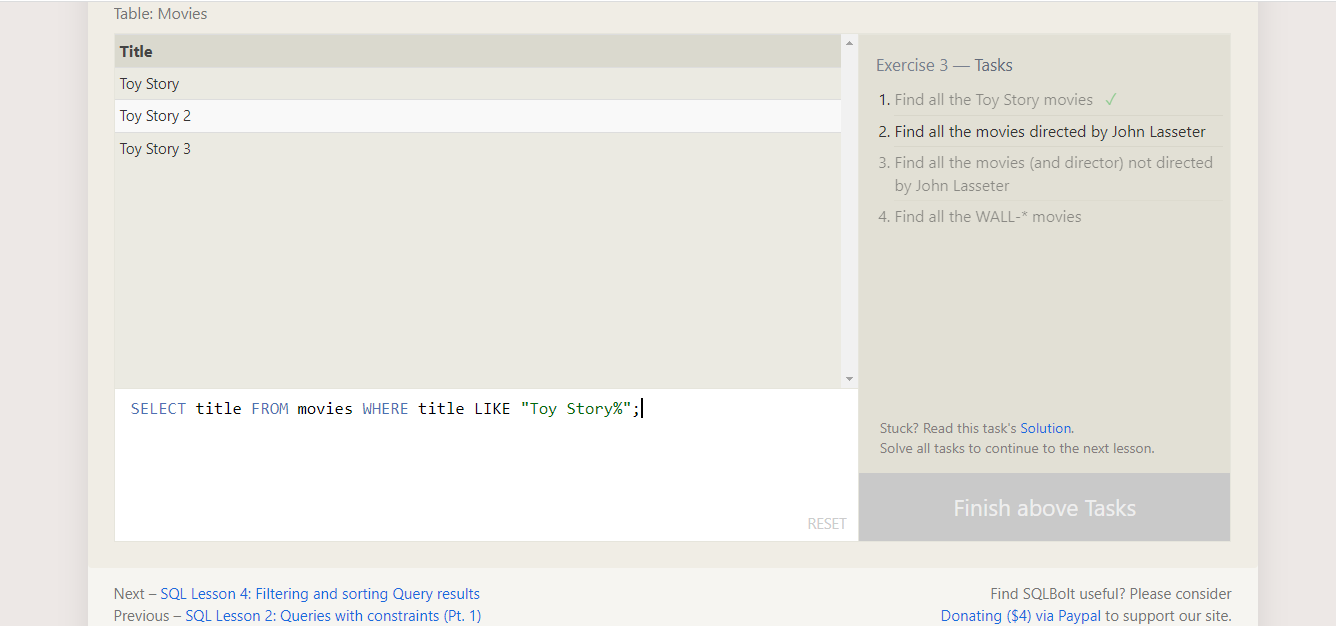 Table: Movies
Title
Toy Story
Toy Story 2
Toy Story 3
SELECT title FROM movies WHERE title LIKE "Toy Story%";
RESET
Exercise 3 — Tasks
1. Find all the Toy Story movies ✓
2. Find all the movies directed by John Lasseter
3. Find all the movies (and director) not directed
by John Lasseter
4. Find all the WALL-* movies
Stuck? Read this task's Solution.
Solve all tasks to continue to the next lesson.
Finish above Tasks
Next – SQL Lesson 4: Filtering and sorting Query results
Previous – SQL Lesson 2: Queries with constraints (Pt. 1)
Find SQLBolt useful? Please consider
Donating ($4) via Paypal to support our site.